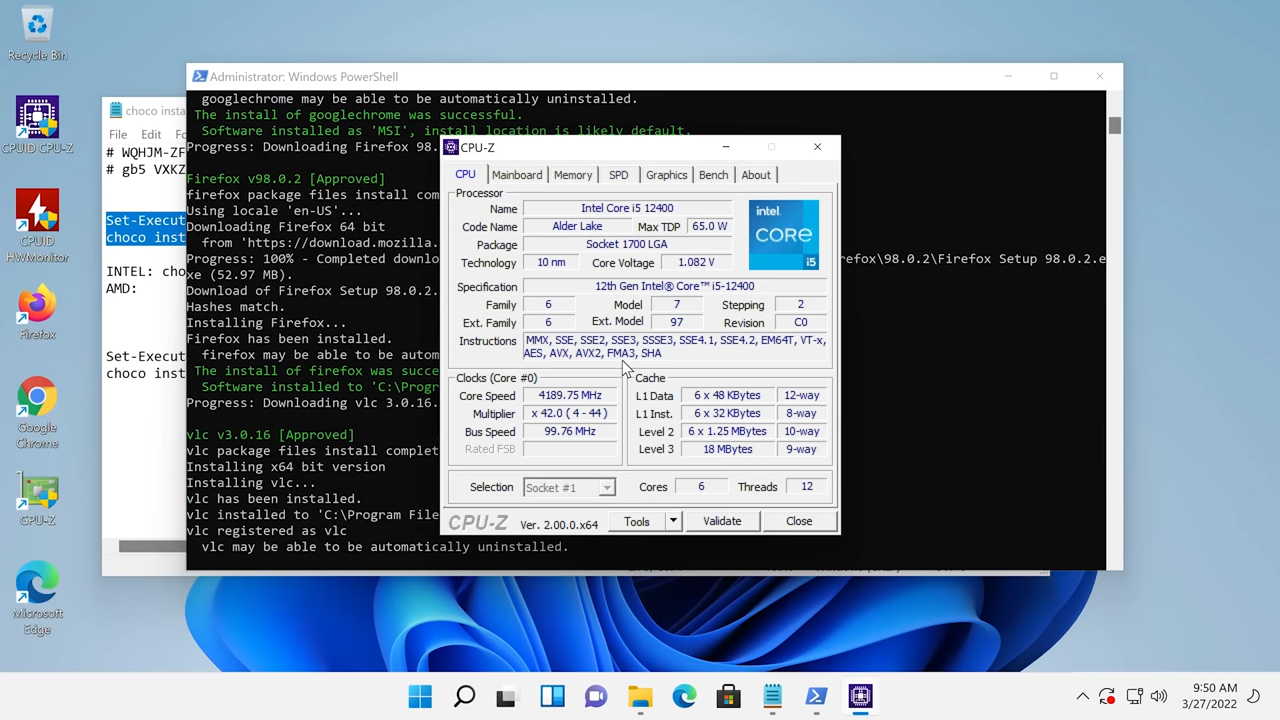 Recycle Bin
CPUID CPU-Z
CPUID
HWMonitor
Firefox
Google
Chrome
CPU-Z
Microsoft
Edge
choco insta
File Edit Fo
# WQHJM-ZF
# gb5 VXKZ
Set-Execut
choco inst
INTEL: cho
AMD:
Set-Execut
choco inst
Administrator: Windows PowerShell
googlechrome may be able to be automatically uninstalled.
The install of googlechrome was successful.
Software installed as 'MSI', install location is likely default.
Progress: Downloading Firefox 98.
Firefox v98.0.2 [Approved]
firefox package files install com
Using locale 'en-US'...
Downloading Firefox 64 bit
from 'https://download.mozilla.
refox\98.0.2\Firefox Setup 98.0.2.e
Progress: 100% - Completed downlo
xe (52.97 MB).
Download of Firefox Setup 98.0.2.
Hashes match.
Installing Firefox...
Firefox has been installed.
firefox may be able to be autom
The install of firefox was succe
Software installed to 'C:\Progr
Progress: Downloading vlc 3.0.16.
vlc v3.0.16 [Approved]
vlc package files install complet
Installing x64 bit version
Installing vlc...
vlc has been installed.
vlc installed to 'C:\Program File
vlc registered as vlc
vlc may be able to be automatically uninstalled.
CPU-Z
CPU Mainboard Memory SPD Graphics Bench About
Processor
Name Intel Core i5 12400
Code Name Alder Lake Max TDP 65.0 W
Package Socket 1700 LGA
Technology 10 nm Core Voltage 1.082 V
intel
CORE
i5
Specification 12th Gen Intel® Core™ i5-12400
Family 6 Model 7 Stepping 2
Ext. Family 6 Ext. Model 97 Revision C0
Instructions MMX, SSE, SSE2, SSE3, SSSE3, SSE4.1, SSE4.2, EM64T, VT-x,
AES, AVX, AVX2, FMA3, SHA
Clocks (Core #0)
Core Speed 4189.75 MHz
Multiplier x 42.0 ( 4 - 44 )
Bus Speed 99.76 MHz
Rated FSB
Cache
L1 Data 6 x 48 KBytes 12-way
L1 Inst. 6 x 32 KBytes 8-way
Level 2 6 x 1.25 MBytes 10-way
Level 3 18 MBytes 9-way
Selection Socket #1 Cores 6 Threads 12
CPU-Z Ver. 2.00.0.x64 Tools Validate Close
9:50 AM
3/27/2022